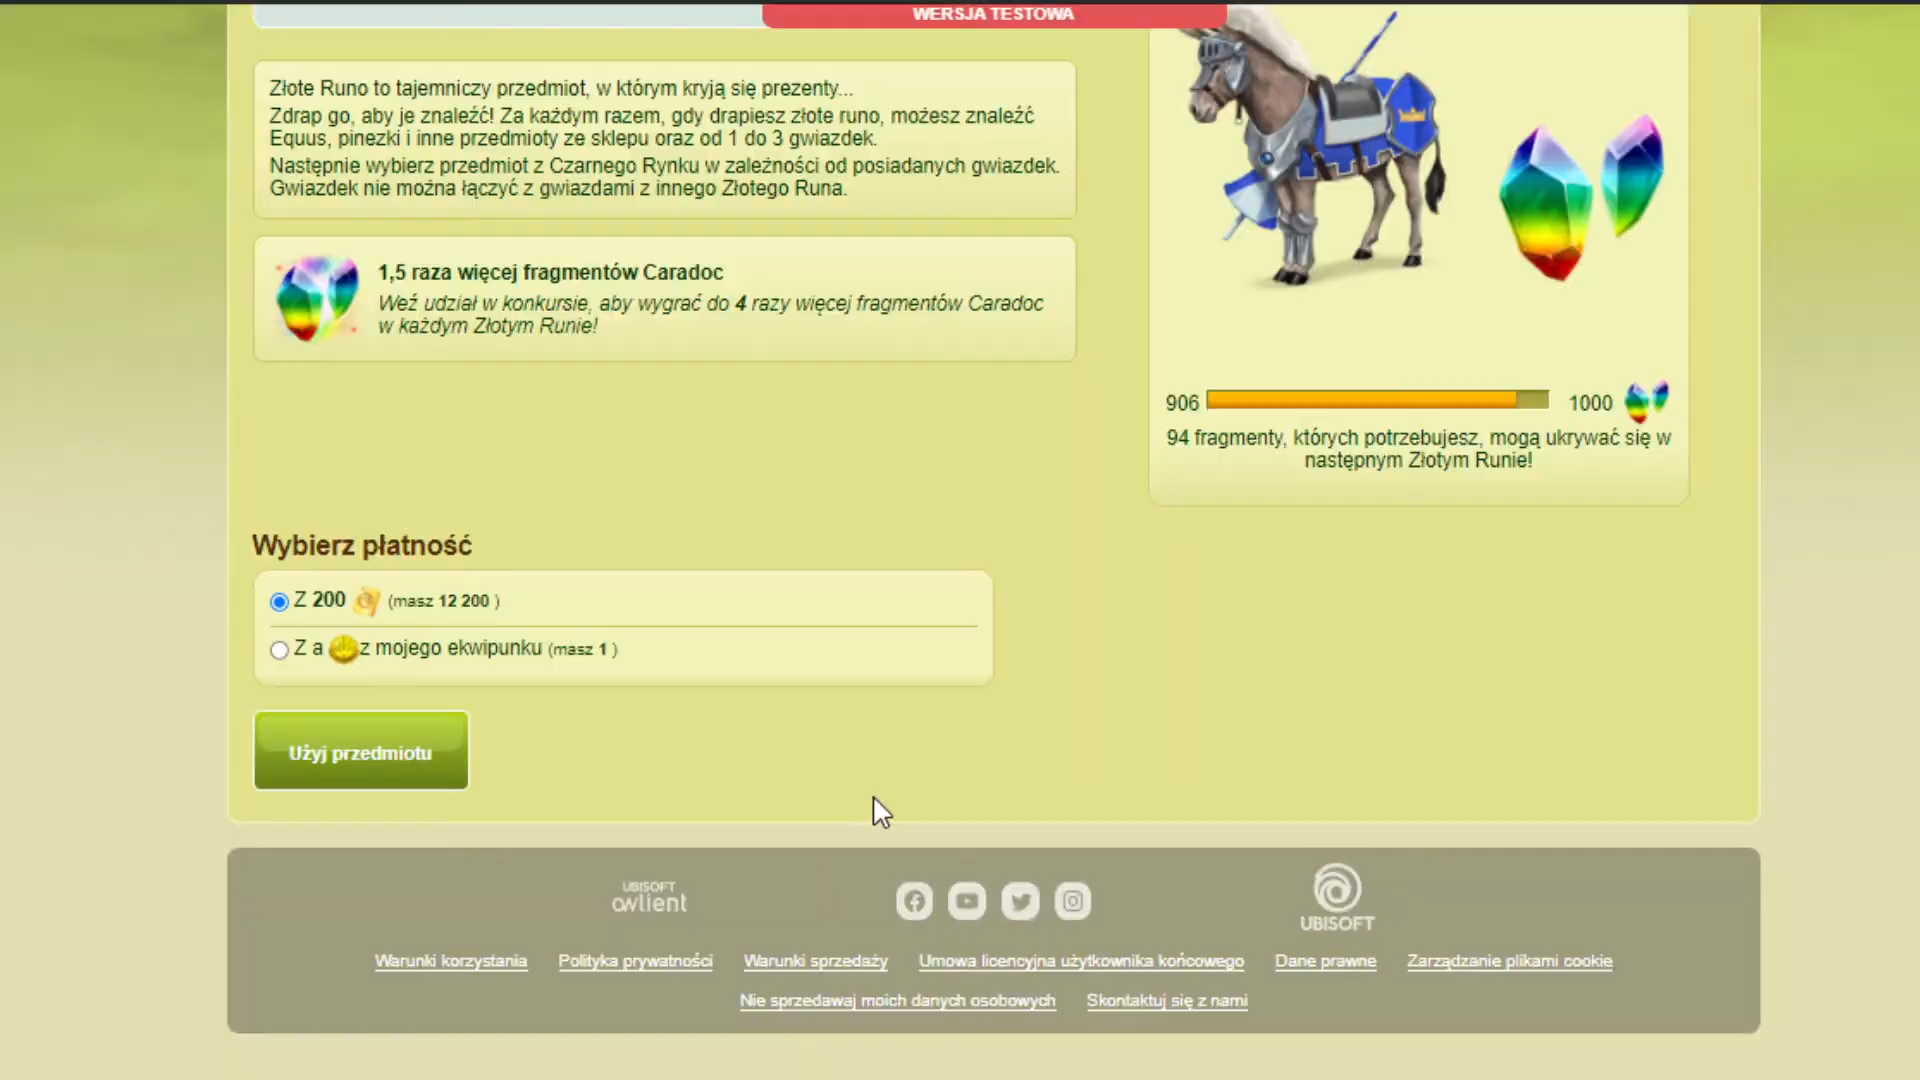 WERSJA TESTOWA
Złote Runo to tajemniczy przedmiot, w którym kryją się prezenty...
Zdrap go, aby je znaleźć! Za każdym razem, gdy drapiesz złote runo, możesz znaleźć
Equus, pinezki i inne przedmioty ze sklepu oraz od 1 do 3 gwiazdek.
Następnie wybierz przedmiot z Czarnego Rynku w zależności od posiadanych gwiazdek.
Gwiazdek nie można łączyć z gwiazdami z innego Złotego Runa.
1,5 raza więcej fragmentów Caradoc
Weź udział w konkursie, aby wygrać do 4 razy więcej fragmentów Caradoc
w każdym Złotym Runie!
906 1000
94 fragmenty, których potrzebujesz, mogą ukrywać się w
następnym Złotym Runie!
Wybierz płatność
Z 200 (masz 12 200 )
Z a z mojego ekwipunku (masz 1 )
Użyj przedmiotu
UBISOFT
owlient
UBISOFT
Warunki korzystania Polityka prywatności Warunki sprzedaży Umowa licencyjna użytkownika końcowego Dane prawne Zarządzanie plikami cookie
Nie sprzedawaj moich danych osobowych Skontaktuj się z nami